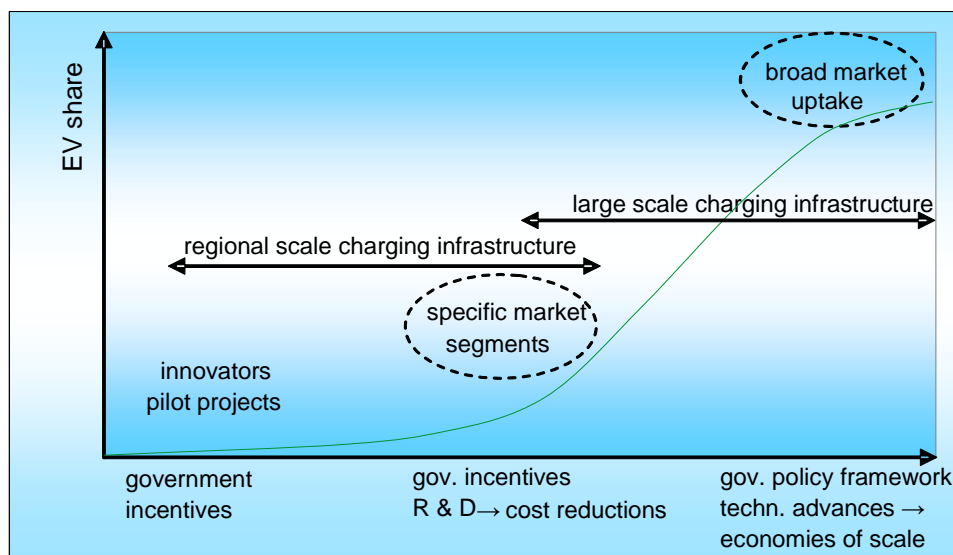 EV share
broad market
uptake
large scale charging infrastructure
regional scale charging infrastructure
specific market
segments
innovators
pilot projects
government
incentives
gov. incentives
R & D→ cost reductions
gov. policy framework
techn. advances →
economies of scale